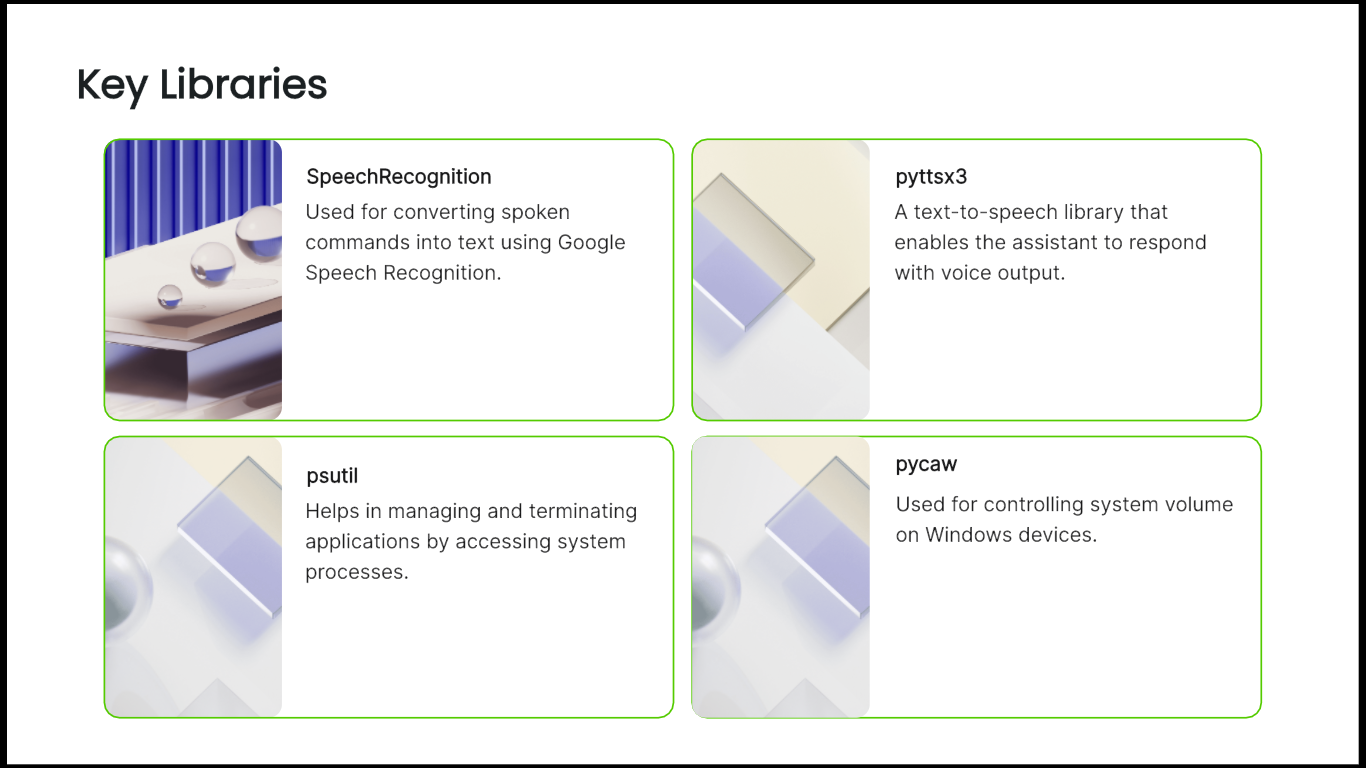 Key Libraries
SpeechRecognition
Used for converting spoken
commands into text using Google
Speech Recognition.
pyttsx3
A text-to-speech library that
enables the assistant to respond
with voice output.
psutil
Helps in managing and terminating
applications by accessing system
processes.
pycaw
Used for controlling system volume
on Windows devices.